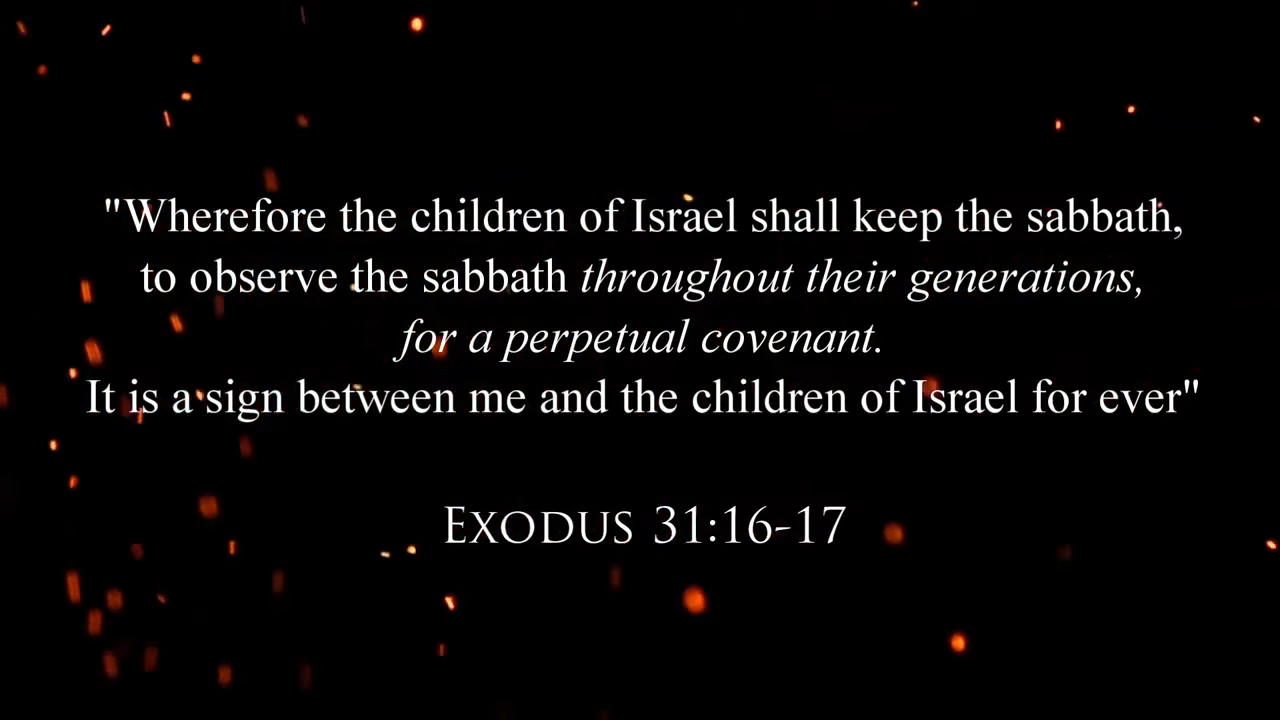 "Wherefore the children of Israel shall keep the sabbath,
to observe the sabbath throughout their generations,
for a perpetual covenant.
It is a sign between me and the children of Israel for ever"
EXODUS 31:16-17